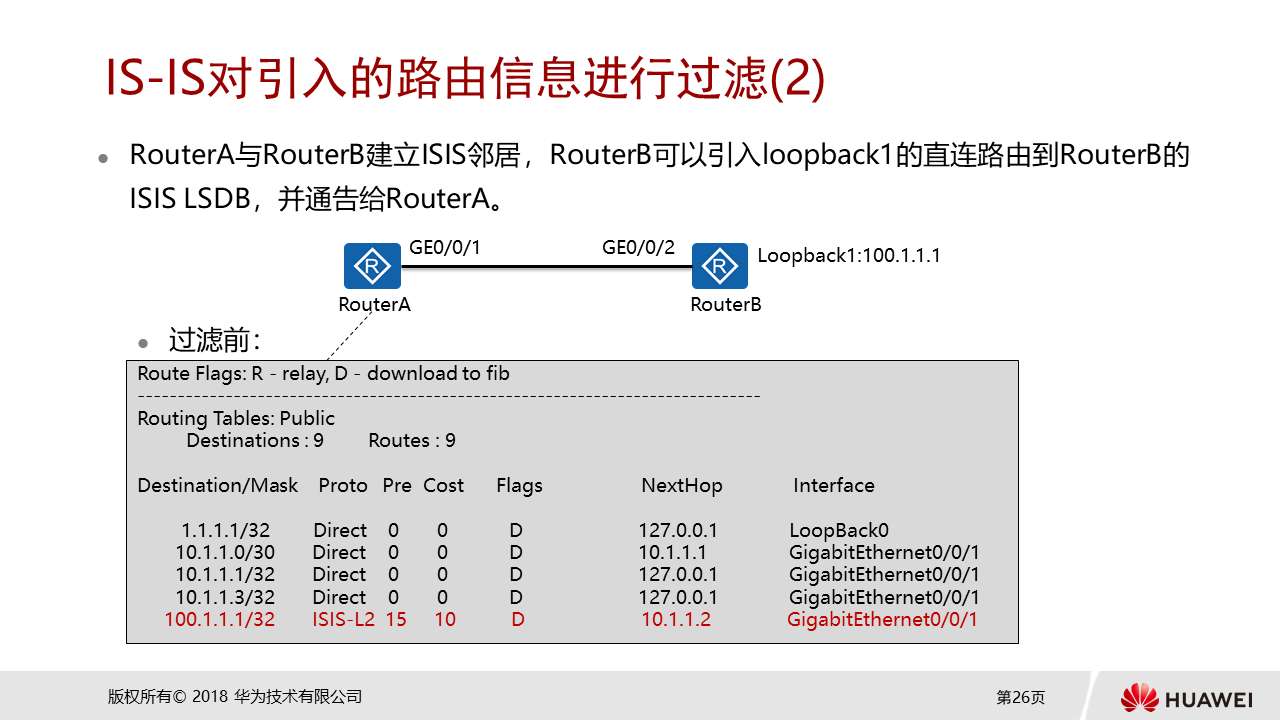 IS-IS对引入的路由信息进行过滤(2)
RouterA与RouterB建立ISIS邻居，RouterB可以引入loopback1的直连路由到RouterB的
ISIS LSDB，并通告给RouterA。
GE0/0/1 GE0/0/2 Loopback1:100.1.1.1
R R
RouterA RouterB
过滤前：
Route Flags: R - relay, D - download to fib
------------------------------------------------------------------------------
Routing Tables: Public
Destinations : 9 Routes : 9
Destination/Mask Proto Pre Cost Flags NextHop Interface
1.1.1.1/32 Direct 0 0 D 127.0.0.1 LoopBack0
10.1.1.0/30 Direct 0 0 D 10.1.1.1 GigabitEthernet0/0/1
10.1.1.1/32 Direct 0 0 D 127.0.0.1 GigabitEthernet0/0/1
10.1.1.3/32 Direct 0 0 D 127.0.0.1 GigabitEthernet0/0/1
100.1.1.1/32 ISIS-L2 15 10 D 10.1.1.2 GigabitEthernet0/0/1
版权所有© 2018 华为技术有限公司 第26页 HUAWEI